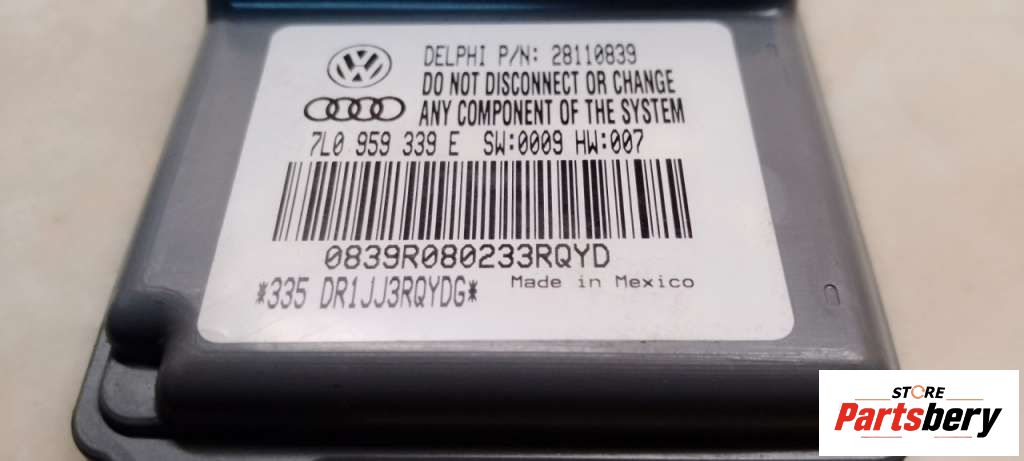 DELPHI P/N: 28110839
DO NOT DISCONNECT OR CHANGE
ANY COMPONENT OF THE SYSTEM
7L0 959 339 E SW:0009 HW:007
0839R080233RQYD
*335 DR1JJ3RQYDG*
Made in Mexico
STORE
Partsbery